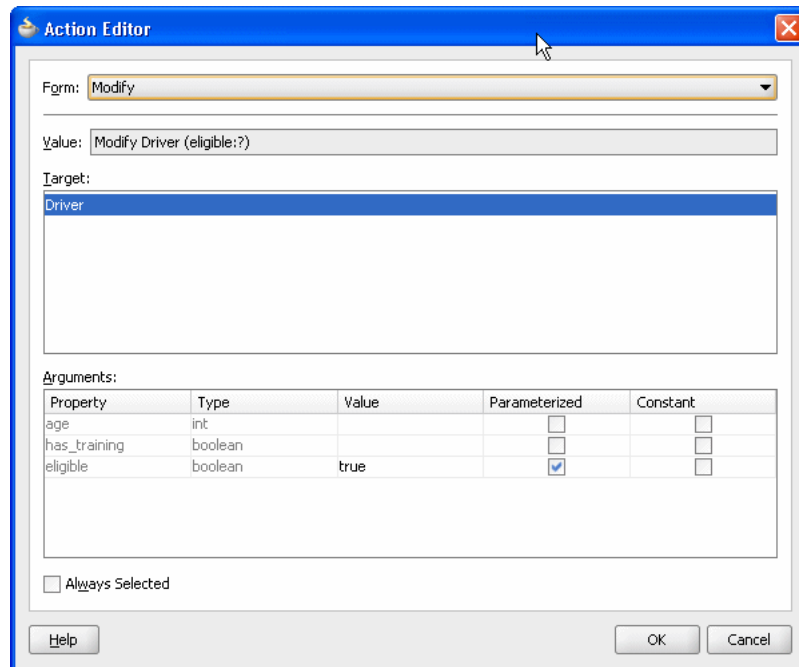 Action Editor
Form: Modify
Value: Modify Driver (eligible:?)
Target:
Driver
Arguments:
Property Type Value Parameterized Constant
age int
has_training boolean
eligible boolean true
Always Selected
Help OK Cancel